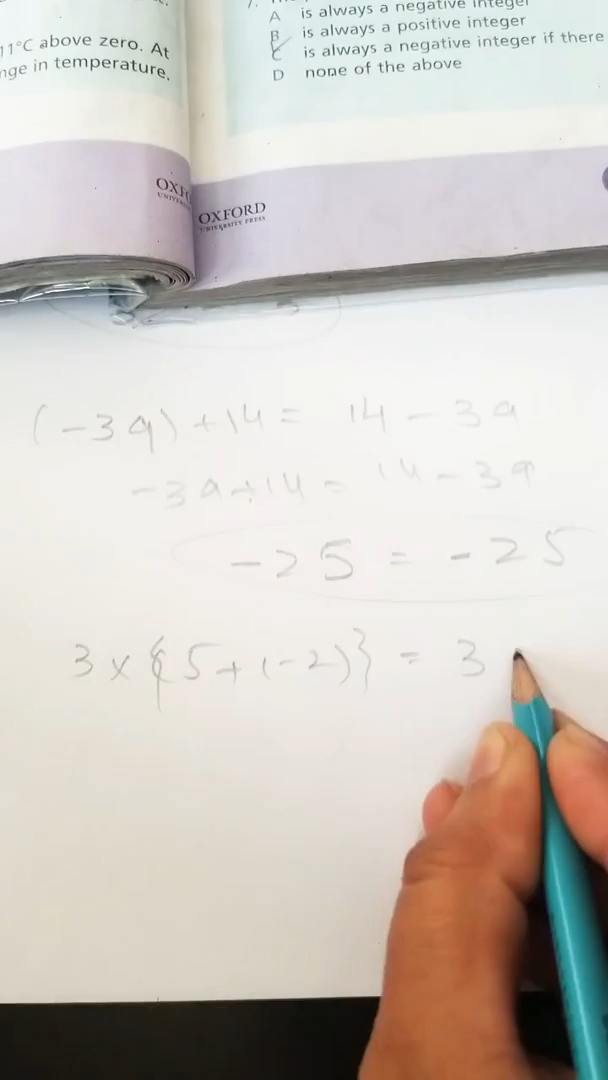 11°C above zero. At
nge in temperature.
A is always a negative integer
B is always a positive integer
C is always a negative integer if there
D none of the above
OXFORD
UNIVERSITY PRESS
(-39)+14= 14-39
-39+14= 14-39
-25 = -25
3×{5+(-2)} = 3